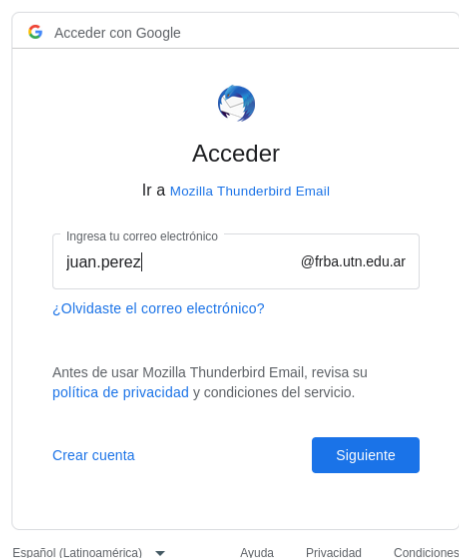 Acceder con Google
Acceder
Ir a Mozilla Thunderbird Email
Ingresa tu correo electrónico
juan.perez @frba.utn.edu.ar
¿Olvidaste el correo electrónico?
Antes de usar Mozilla Thunderbird Email, revisa su
política de privacidad y condiciones del servicio.
Crear cuenta Siguiente
Español (Latinoamérica) Ayuda Privacidad Condiciones